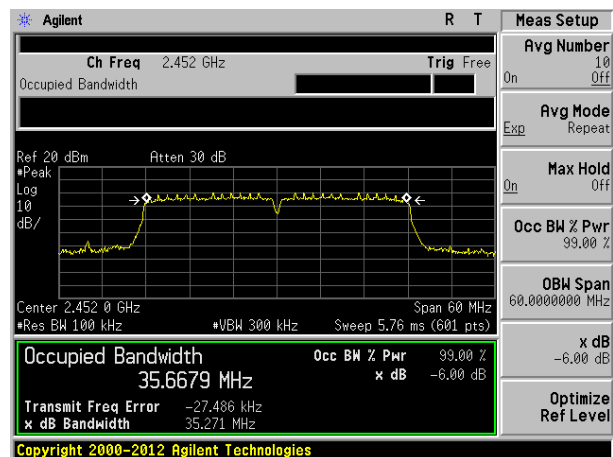 Agilent R T Meas Setup
Ch Freq 2.452 GHz Trig Free
Occupied Bandwidth
Avg Number
10
On Off
Avg Mode
Exp Repeat
Max Hold
On Off
Occ BW % Pwr
99.00 %
OBW Span
60.0000000 MHz
x dB
-6.00 dB
Optimize
Ref Level
Ref 20 dBm Atten 30 dB
#Peak
Log
10
dB/
Center 2.452 0 GHz Span 60 MHz
#Res BW 100 kHz #VBW 300 kHz Sweep 5.76 ms (601 pts)
Occupied Bandwidth Occ BW % Pwr 99.00 %
35.6679 MHz x dB -6.00 dB
Transmit Freq Error -27.486 kHz
x dB Bandwidth 35.271 MHz
Copyright 2000-2012 Agilent Technologies